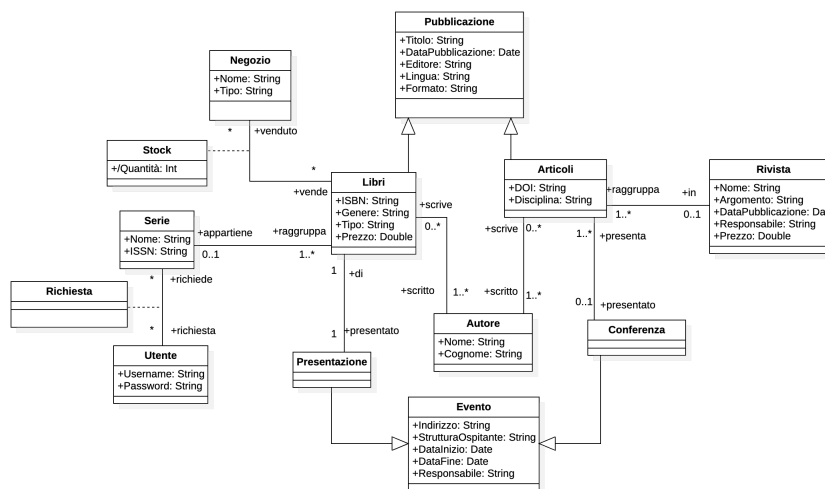 Pubblicazione
+Titolo: String
+DataPubblicazione: Date
+Editore: String
+Lingua: String
+Formato: String
Negozio
+Nome: String
+Tipo: String
*
+venduto
Stock
+/Quantità: Int
*
+vende
Libri
+ISBN: String
+Genere: String
+Tipo: String
+Prezzo: Double
Articoli
+DOI: String
+Disciplina: String
Rivista
+Nome: String
+Argomento: String
+DataPubblicazione: Da
+Responsabile: String
+Prezzo: Double
+raggruppa
+in
1..*
0..1
+scrive
0..*
+scrive
0..*
1..*
+presenta
Serie
+Nome: String
+ISSN: String
+appartiene
+raggruppa
0..1
1..*
*
+richiede
1
+di
Richiesta
*
+richiesta
+scritto
1..*
+scritto
1..*
0..1
+presentato
1
+presentato
Autore
+Nome: String
+Cognome: String
Conferenza
Utente
+Username: String
+Password: String
Presentazione
Evento
+Indirizzo: String
+StrutturaOspitante: String
+DataInizio: Date
+DataFine: Date
+Responsabile: String